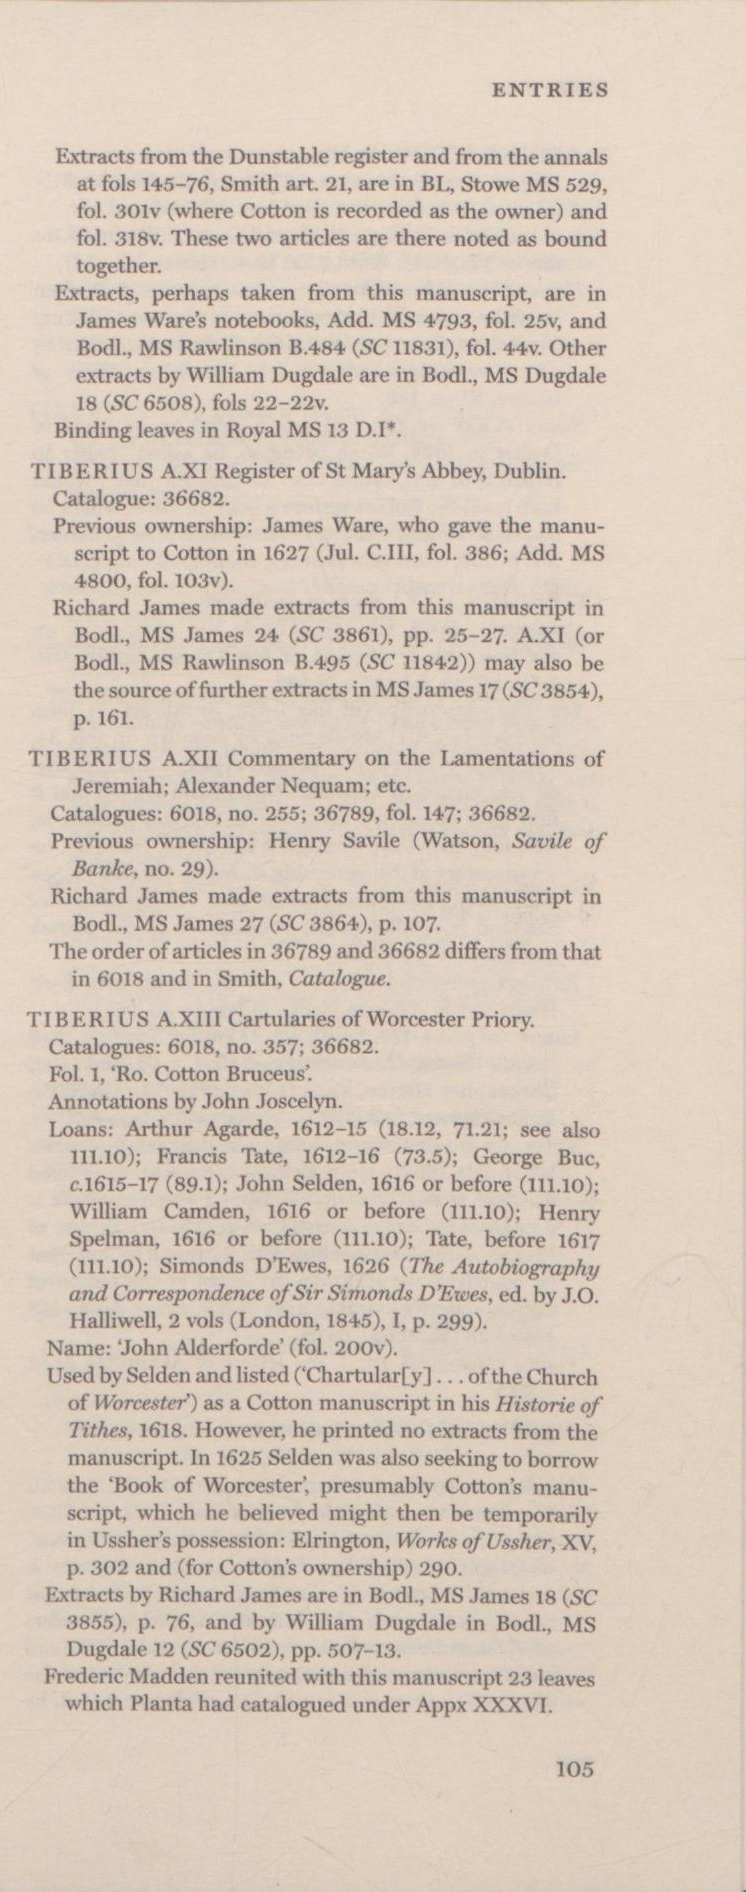 ENTRIES
Extracts from the Dunstable register and from the annals
at fols 145–76, Smith art. 21, are in BL, Stowe MS 529,
fol. 301v (where Cotton is recorded as the owner) and
fol. 318v. These two articles are there noted as bound
together.
Extracts, perhaps taken from this manuscript, are in
James Ware's notebooks, Add. MS 4793, fol. 25v, and
Bodl., MS Rawlinson B.484 (SC 11831), fol. 44v. Other
extracts by William Dugdale are in Bodl., MS Dugdale
18 (SC 6508), fols 22–22v.
Binding leaves in Royal MS 13 D.I*.
TIBERIUS A.XI Register of St Mary's Abbey, Dublin.
Catalogue: 36682.
Previous ownership: James Ware, who gave the manu-
script to Cotton in 1627 (Jul. C.III, fol. 386; Add. MS
4800, fol. 103v).
Richard James made extracts from this manuscript in
Bodl., MS James 24 (SC 3861), pp. 25–27. A.XI (or
Bodl., MS Rawlinson B.495 (SC 11842)) may also be
the source of further extracts in MS James 17 (SC 3854),
p. 161.
TIBERIUS A.XII Commentary on the Lamentations of
Jeremiah; Alexander Nequam; etc.
Catalogues: 6018, no. 255; 36789, fol. 147; 36682.
Previous ownership: Henry Savile (Watson, Savile of
Banke, no. 29).
Richard James made extracts from this manuscript in
Bodl., MS James 27 (SC 3864), p. 107.
The order of articles in 36789 and 36682 differs from that
in 6018 and in Smith, Catalogue.
TIBERIUS A.XIII Cartularies of Worcester Priory.
Catalogues: 6018, no. 357; 36682.
Fol. 1, 'Ro. Cotton Bruceus'.
Annotations by John Joscelyn.
Loans: Arthur Agarde, 1612–15 (18.12, 71.21; see also
111.10); Francis Tate, 1612–16 (73.5); George Buc,
c.1615–17 (89.1); John Selden, 1616 or before (111.10);
William Camden, 1616 or before (111.10); Henry
Spelman, 1616 or before (111.10); Tate, before 1617
(111.10); Simonds D'Ewes, 1626 (The Autobiography
and Correspondence of Sir Simonds D'Ewes, ed. by J.O.
Halliwell, 2 vols (London, 1845), I, p. 299).
Name: 'John Alderforde' (fol. 200v).
Used by Selden and listed ('Chartular[y] . . . of the Church
of Worcester') as a Cotton manuscript in his Historie of
Tithes, 1618. However, he printed no extracts from the
manuscript. In 1625 Selden was also seeking to borrow
the 'Book of Worcester', presumably Cotton's manu-
script, which he believed might then be temporarily
in Ussher's possession: Elrington, Works of Ussher, XV,
p. 302 and (for Cotton's ownership) 290.
Extracts by Richard James are in Bodl., MS James 18 (SC
3855), p. 76, and by William Dugdale in Bodl., MS
Dugdale 12 (SC 6502), pp. 507–13.
Frederic Madden reunited with this manuscript 23 leaves
which Planta had catalogued under Appx XXXVI.
105